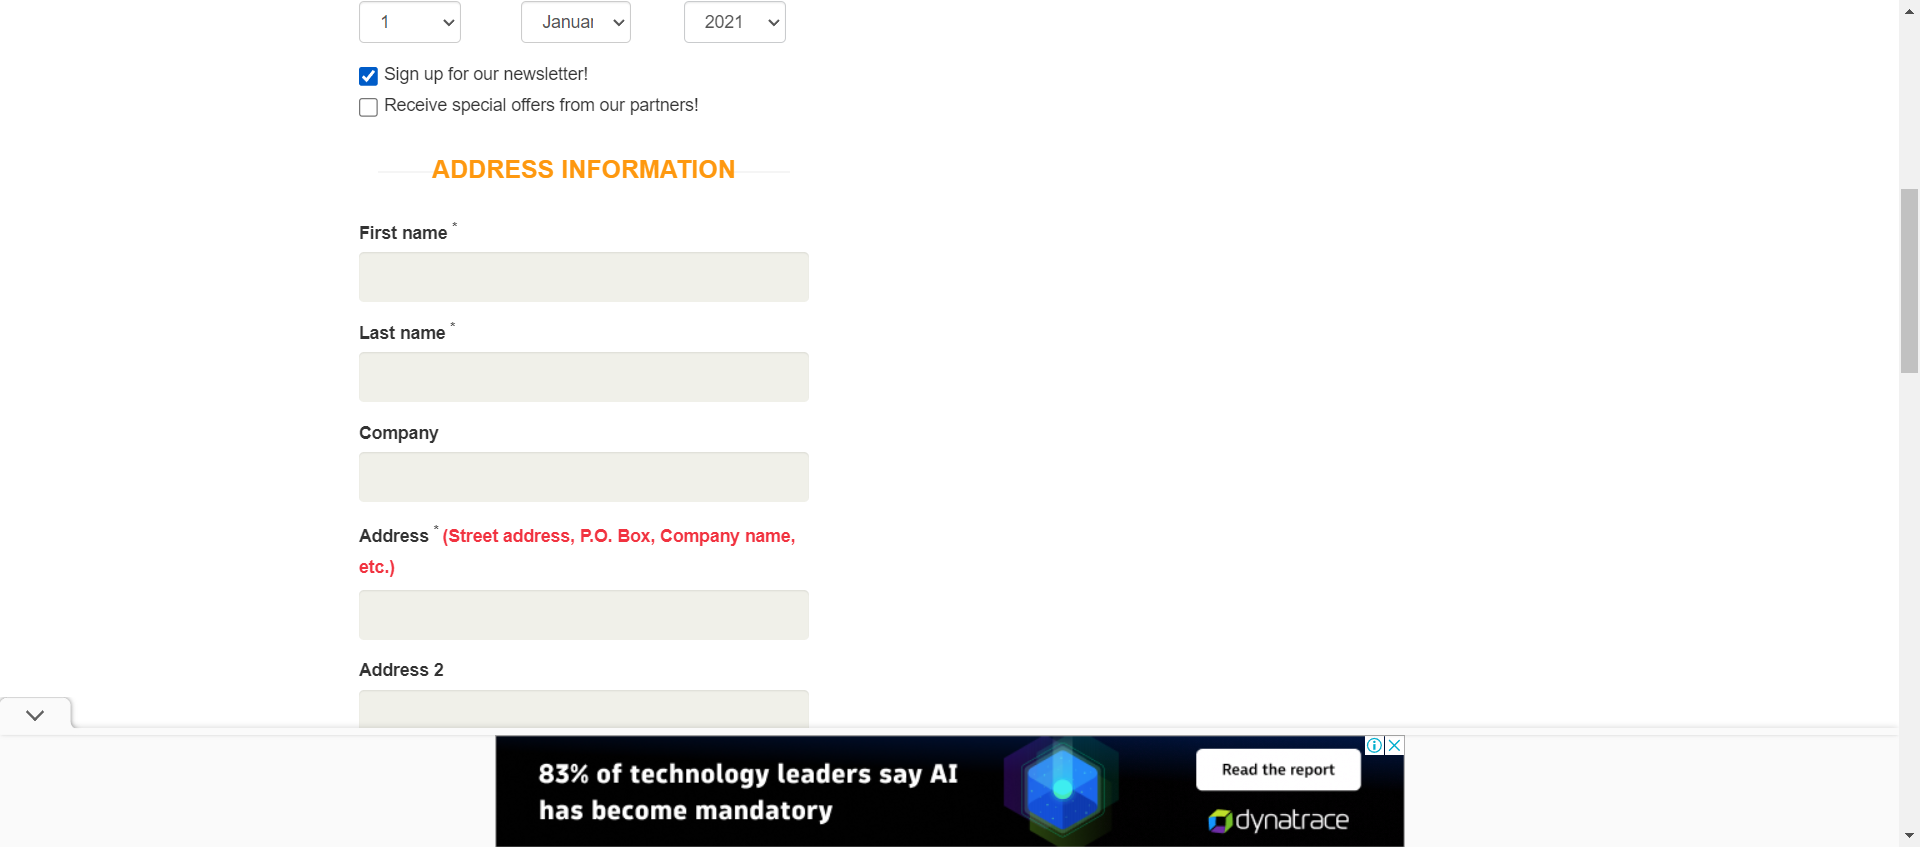 1 Januar 2021
Sign up for our newsletter!
Receive special offers from our partners!
ADDRESS INFORMATION
First name *
Last name *
Company
Address * (Street address, P.O. Box, Company name,
etc.)
Address 2
83% of technology leaders say AI
has become mandatory
Read the report
dynatrace